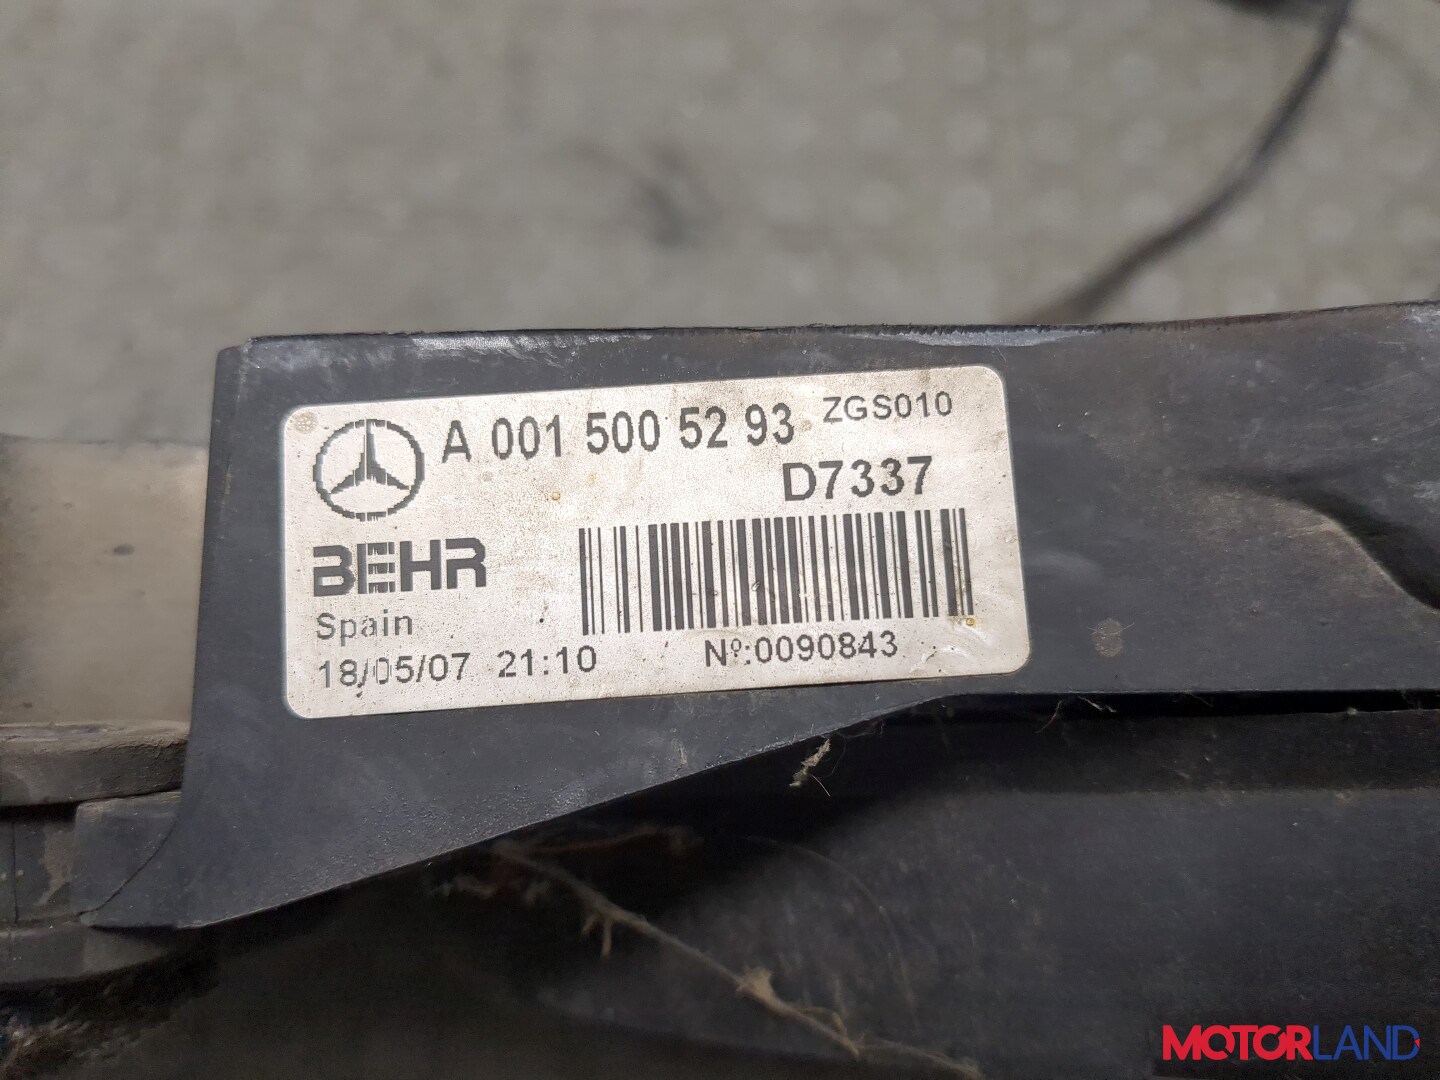 A 001 500 52 93 ZGS010
D7337
BEHR
Spain
18/05/07 21:10 Nº:0090843
MOTORLAND